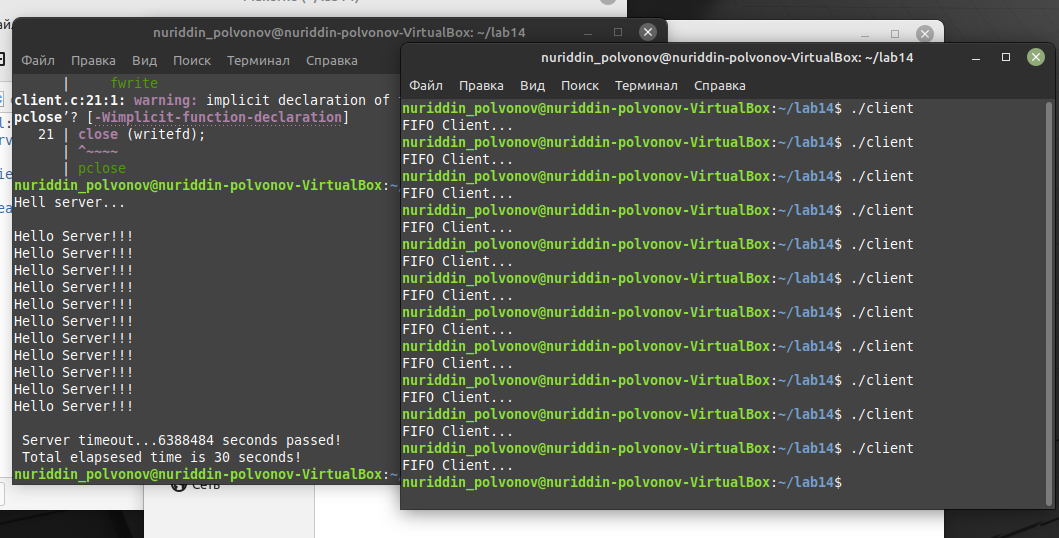 nuriddin_polvonov@nuriddin-polvonov-VirtualBox: ~/lab14
Файл Правка Вид Поиск Терминал Справка
| fwrite
client.c:21:1: warning: implicit declaration of
pclose’? [-Wimplicit-function-declaration]
21 | close (writefd);
| ^~~~~
| pclose
nuriddin_polvonov@nuriddin-polvonov-VirtualBox:~
Hell server...
Hello Server!!!
Hello Server!!!
Hello Server!!!
Hello Server!!!
Hello Server!!!
Hello Server!!!
Hello Server!!!
Hello Server!!!
Hello Server!!!
Hello Server!!!
Hello Server!!!
Server timeout...6388484 seconds passed!
Total elapsesed time is 30 seconds!
nuriddin_polvonov@nuriddin-polvonov-VirtualBox:~
Сеть
nuriddin_polvonov@nuriddin-polvonov-VirtualBox: ~/lab14
Файл Правка Вид Поиск Терминал Справка
nuriddin_polvonov@nuriddin-polvonov-VirtualBox:~/lab14$ ./client
FIFO Client...
nuriddin_polvonov@nuriddin-polvonov-VirtualBox:~/lab14$ ./client
FIFO Client...
nuriddin_polvonov@nuriddin-polvonov-VirtualBox:~/lab14$ ./client
FIFO Client...
nuriddin_polvonov@nuriddin-polvonov-VirtualBox:~/lab14$ ./client
FIFO Client...
nuriddin_polvonov@nuriddin-polvonov-VirtualBox:~/lab14$ ./client
FIFO Client...
nuriddin_polvonov@nuriddin-polvonov-VirtualBox:~/lab14$ ./client
FIFO Client...
nuriddin_polvonov@nuriddin-polvonov-VirtualBox:~/lab14$ ./client
FIFO Client...
nuriddin_polvonov@nuriddin-polvonov-VirtualBox:~/lab14$ ./client
FIFO Client...
nuriddin_polvonov@nuriddin-polvonov-VirtualBox:~/lab14$ ./client
FIFO Client...
nuriddin_polvonov@nuriddin-polvonov-VirtualBox:~/lab14$ ./client
FIFO Client...
nuriddin_polvonov@nuriddin-polvonov-VirtualBox:~/lab14$ ./client
FIFO Client...
nuriddin_polvonov@nuriddin-polvonov-VirtualBox:~/lab14$